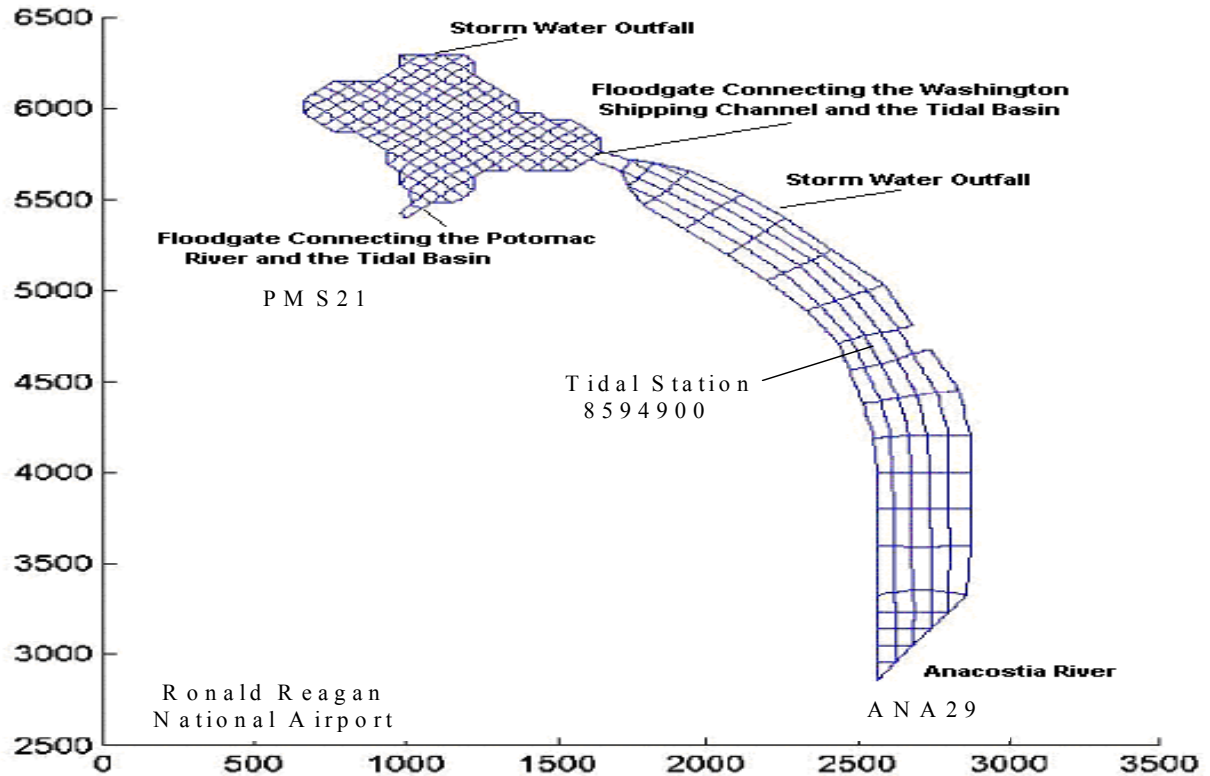 6500
Storm Water Outfall
6000
Floodgate Connecting the Washington
Shipping Channel and the Tidal Basin
5500
Storm Water Outfall
Floodgate Connecting the Potomac
River and the Tidal Basin
5000
PMS21
4500
Tidal Station
8594900
4000
3500
3000
Anacostia River
Ronald Reagan
National Airport
ANA29
2500
0 500 1000 1500 2000 2500 3000 3500